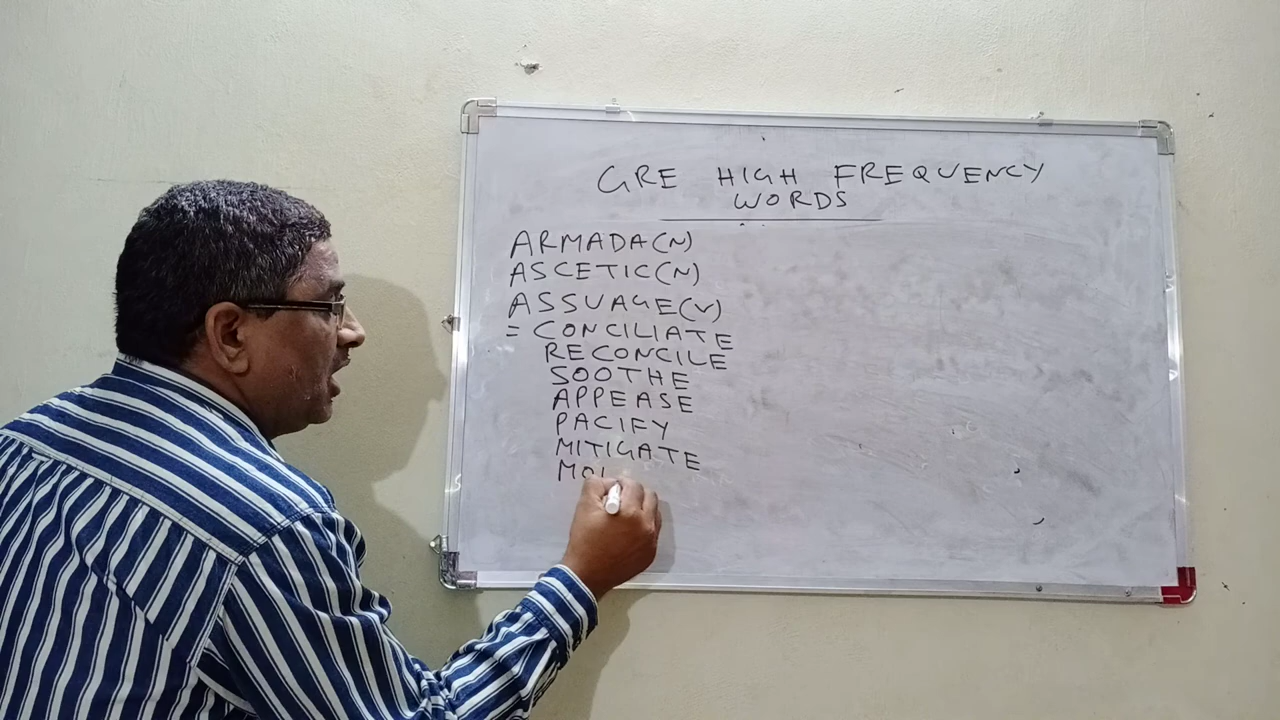 GRE HIGH FREQUENCY
WORDS
ARMADA(N)
ASCETIC(N)
ASSUAGE(V)
= CONCILIATE
RECONCILE
SOOTHE
APPEASE
PACIFY
MITIGATE